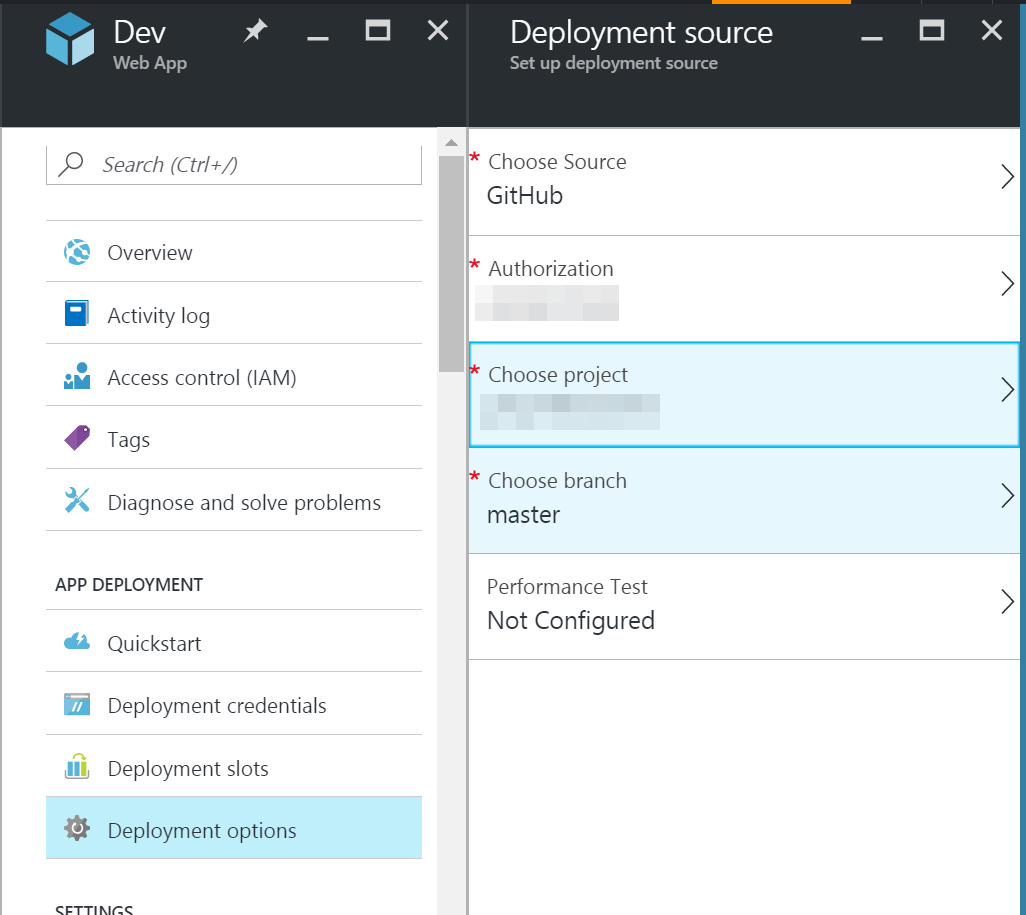 Dev
Web App
Search (Ctrl+/)
Overview
Activity log
Access control (IAM)
Tags
Diagnose and solve problems
APP DEPLOYMENT
Quickstart
Deployment credentials
Deployment slots
Deployment options
SETTINGS
Deployment source
Set up deployment source
* Choose Source
GitHub
* Authorization
* Choose project
* Choose branch
master
Performance Test
Not Configured